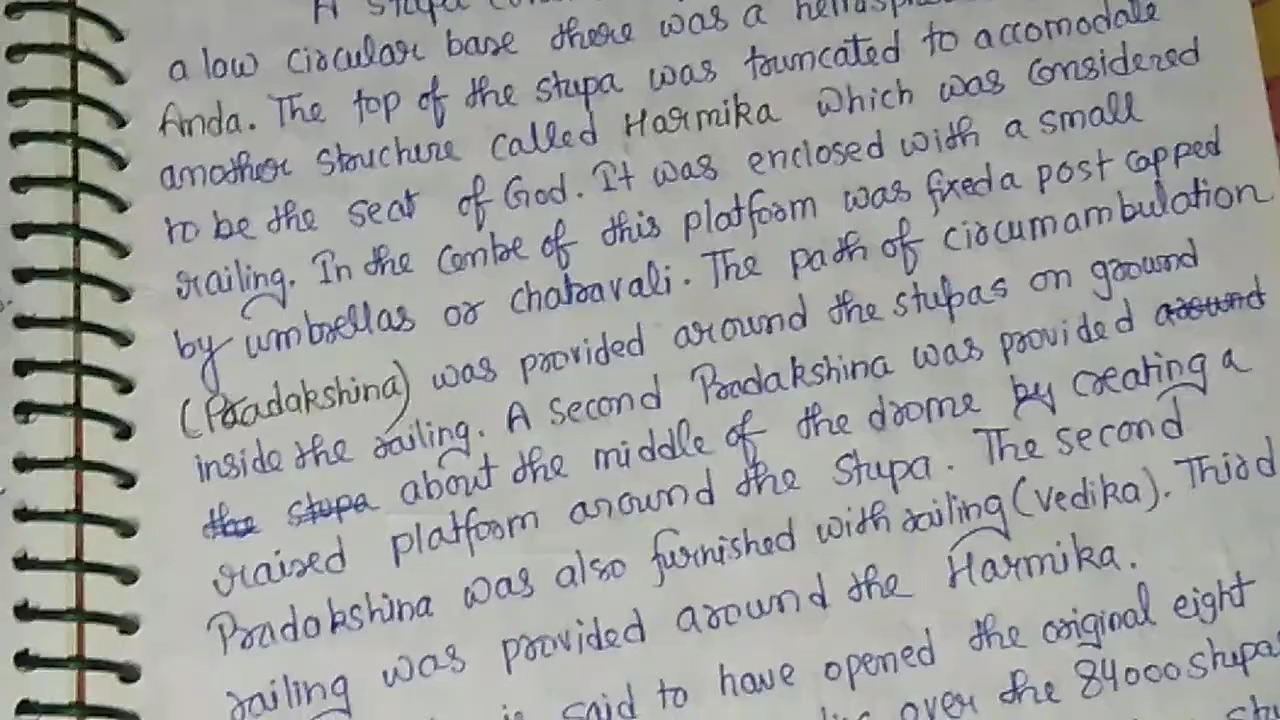 A stupa
a low circular base there was a
Anda. The top of the stupa was truncated to accomodate
another structure called Harmika which was considered
to be the seat of God. It was enclosed with a small
railing. In the centre of this platform was fixed a post capped
by umbrellas or chatravali. The path of circumambulation
(Pradakshina) was provided around the stupas on ground
inside the railing. A second Pradakshina was provided around
the stupa about the middle of the drome by creating a
raised platform around the stupa. The second
Pradakshina was also furnished with railing (vedika). Third
railing was provided around the Harmika.
is said to have opened the original eight
over the 84000 stupas